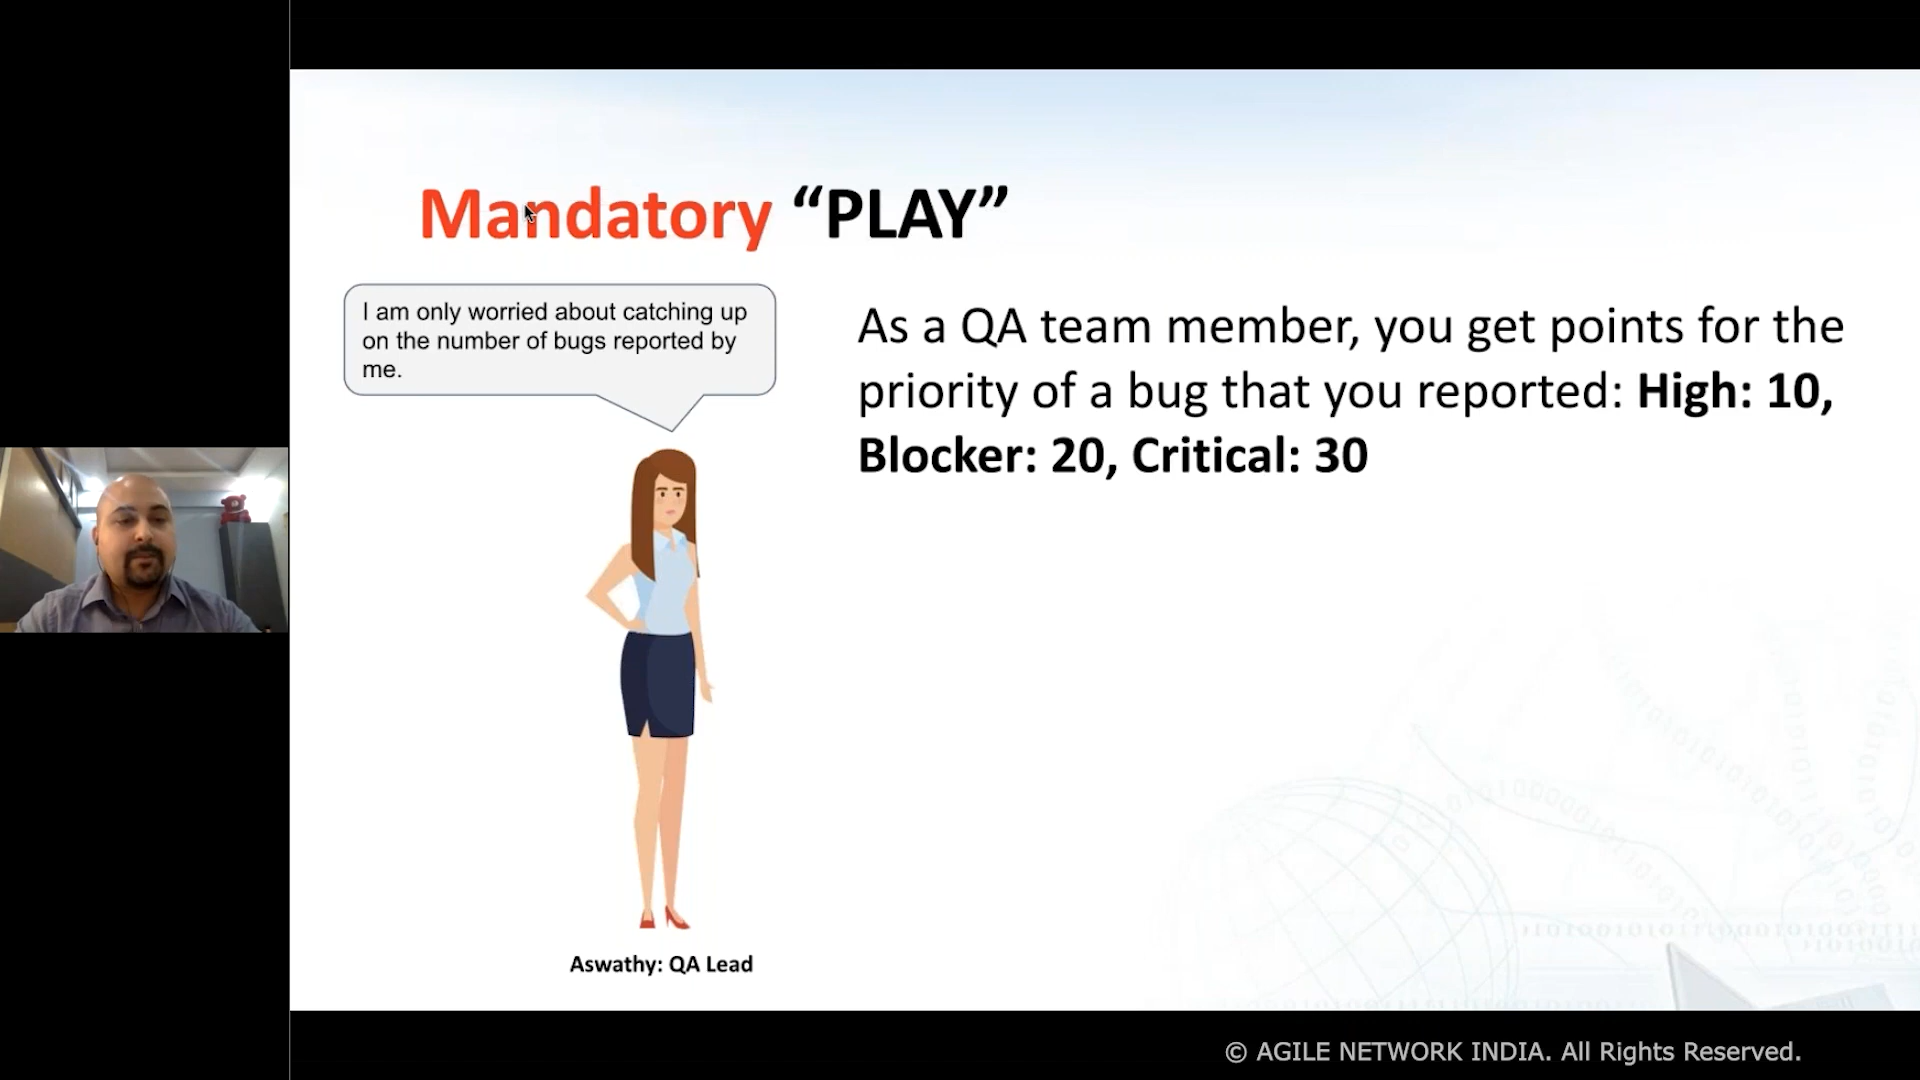 Mandatory “PLAY”
I am only worried about catching up
on the number of bugs reported by
me.
As a QA team member, you get points for the
priority of a bug that you reported: High: 10,
Blocker: 20, Critical: 30
Aswathy: QA Lead
© AGILE NETWORK INDIA. All Rights Reserved.